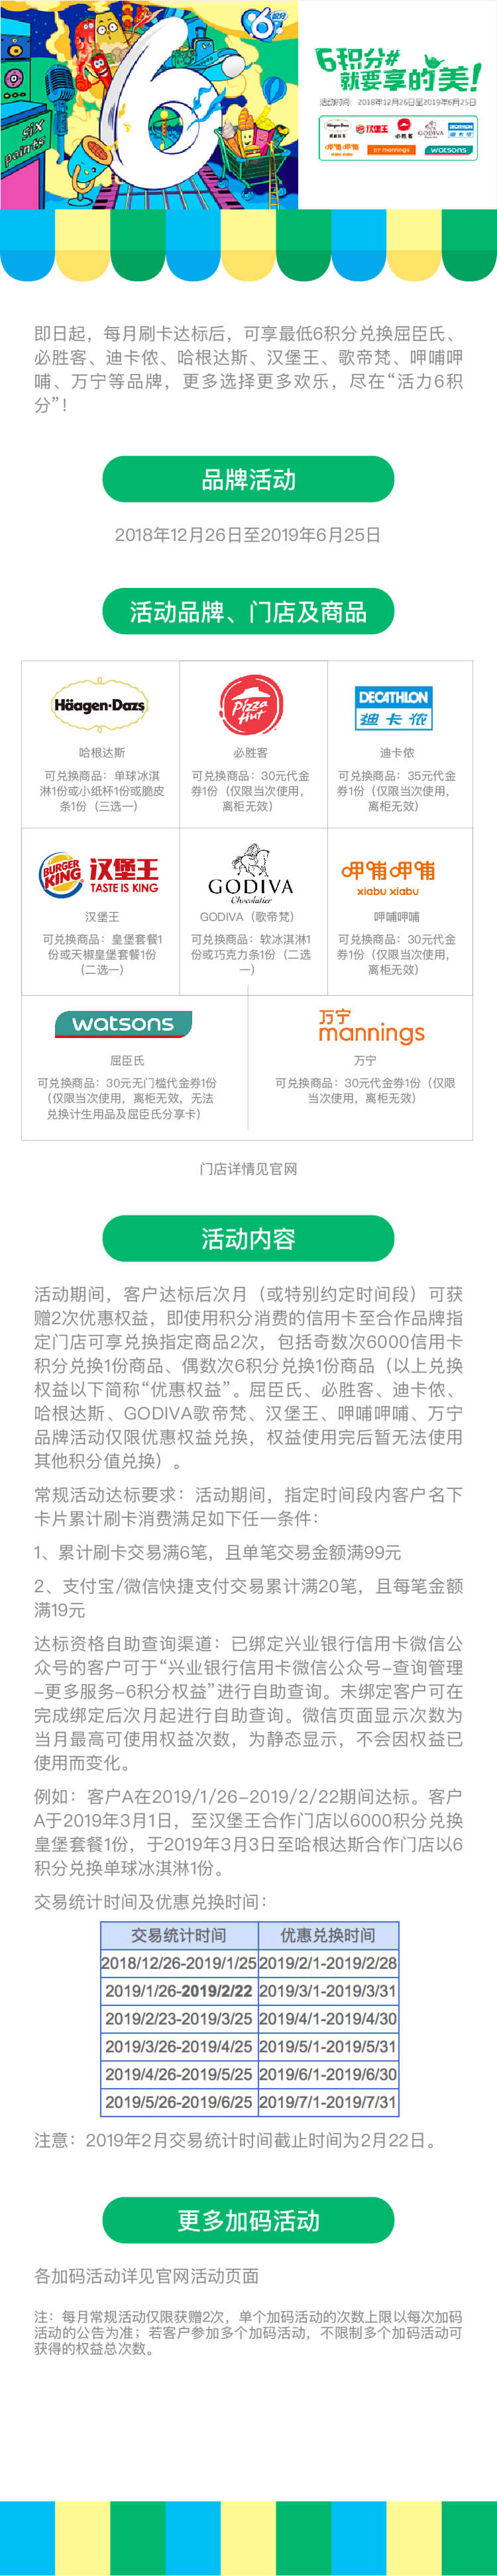 six
points
6积分
6积分#
就要享的美!
活动时间: 2018年12月26日至2019年6月25日
Häagen-Dazs
汉堡王
必胜客
GODIVA
DECATHLON
呷哺呷哺
万宁 mannings
watsons
即日起，每月刷卡达标后，可享最低6积分兑换屈臣氏、
必胜客、迪卡侬、哈根达斯、汉堡王、歌帝梵、呷哺呷
哺、万宁等品牌，更多选择更多欢乐，尽在“活力6积
分”！
品牌活动
2018年12月26日至2019年6月25日
活动品牌、门店及商品
Häagen-Dazs
Pizza Hut
DECATHLON
迪卡侬
哈根达斯
必胜客
迪卡侬
可兑换商品：单球冰淇
淋1份或小纸杯1份或脆皮
条1份（三选一）
可兑换商品：30元代金
券1份（仅限当次使用，
离柜无效）
可兑换商品：35元代金
券1份（仅限当次使用，
离柜无效）
BURGER KING
汉堡王
TASTE IS KING
GODIVA
Chocolatier
呷哺呷哺
xiabu xiabu
汉堡王
GODIVA（歌帝梵）
呷哺呷哺
可兑换商品：皇堡套餐1
份或天椒皇堡套餐1份
（二选一）
可兑换商品：软冰淇淋1
份或巧克力条1份（二选
一）
可兑换商品：30元代金
券1份（仅限当次使用，
离柜无效）
watsons
万宁
mannings
屈臣氏
万宁
可兑换商品：30元无门槛代金券1份
（仅限当次使用，离柜无效，无法
兑换计生用品及屈臣氏分享卡）
可兑换商品：30元代金券1份（仅限
当次使用，离柜无效）
门店详情见官网
活动内容
活动期间，客户达标后次月（或特别约定时间段）可获
赠2次优惠权益，即使用积分消费的信用卡至合作品牌指
定门店可享兑换指定商品2次，包括奇数次6000信用卡
积分兑换1份商品、偶数次6积分兑换1份商品（以上兑换
权益以下简称“优惠权益”。屈臣氏、必胜客、迪卡侬、
哈根达斯、GODIVA歌帝梵、汉堡王、呷哺呷哺、万宁
品牌活动仅限优惠权益兑换，权益使用完后暂无法使用
其他积分值兑换）。
常规活动达标要求：活动期间，指定时间段内客户名下
卡片累计刷卡消费满足如下任一条件：
1、累计刷卡交易满6笔，且单笔交易金额满99元
2、支付宝/微信快捷支付交易累计满20笔，且每笔金额
满19元
达标资格自助查询渠道：已绑定兴业银行信用卡微信公
众号的客户可于“兴业银行信用卡微信公众号-查询管理
-更多服务-6积分权益”进行自助查询。未绑定客户可在
完成绑定后次月起进行自助查询。微信页面显示次数为
当月最高可使用权益次数，为静态显示，不会因权益已
使用而变化。
例如：客户A在2019/1/26-2019/2/22期间达标。客户
A于2019年3月1日，至汉堡王合作门店以6000积分兑换
皇堡套餐1份，于2019年3月3日至哈根达斯合作门店以6
积分兑换单球冰淇淋1份。
交易统计时间及优惠兑换时间：
交易统计时间 优惠兑换时间
2018/12/26-2019/1/25 2019/2/1-2019/2/28
2019/1/26-2019/2/22 2019/3/1-2019/3/31
2019/2/23-2019/3/25 2019/4/1-2019/4/30
2019/3/26-2019/4/25 2019/5/1-2019/5/31
2019/4/26-2019/5/25 2019/6/1-2019/6/30
2019/5/26-2019/6/25 2019/7/1-2019/7/31
注意：2019年2月交易统计时间截止时间为2月22日。
更多加码活动
各加码活动详见官网活动页面
注：每月常规活动仅限获赠2次，单个加码活动的次数上限以每次加码
活动的公告为准；若客户参加多个加码活动，不限制多个加码活动可
获得的权益总次数。